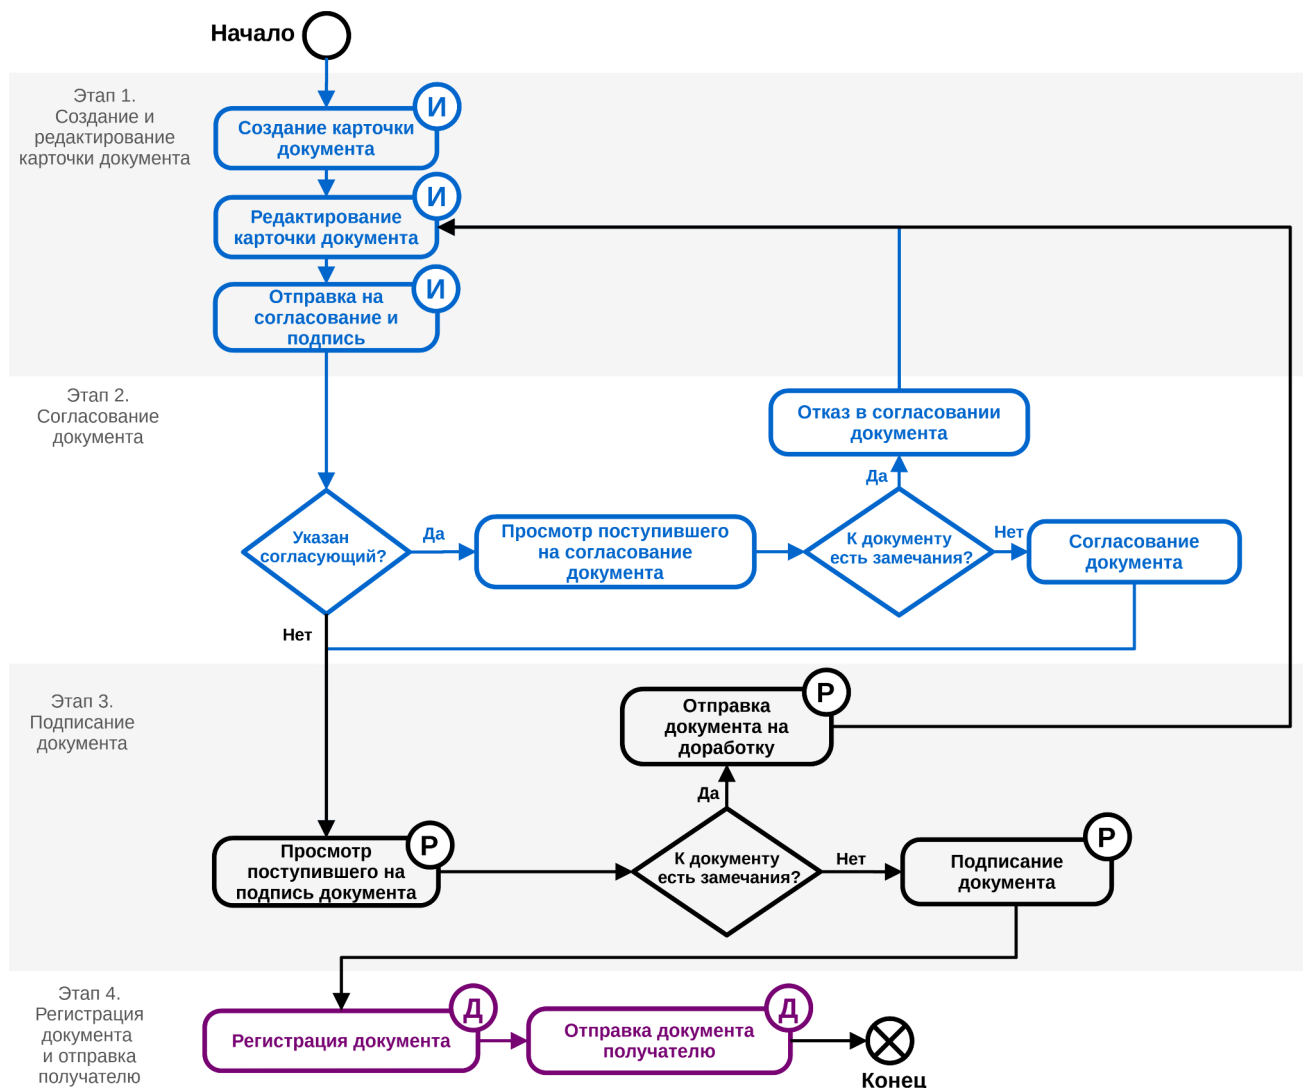 Начало
Этап 1.
Создание и
редактирование
карточки документа
И
Создание карточки
документа
И
Редактирование
карточки документа
И
Отправка на
согласование и
подпись
Этап 2.
Согласование
документа
Отказ в согласовании
документа
Да
Указан
согласующий?
Да
Просмотр поступившего
на согласование
документа
К документу
есть замечания?
Нет
Согласование
документа
Нет
Этап 3.
Подписание
документа
Р
Отправка
документа на
доработку
Да
Р
Просмотр
поступившего на
подпись документа
К документу
есть замечания?
Нет
Р
Подписание
документа
Этап 4.
Регистрация
документа
и отправка
получателю
Д
Регистрация документа
Д
Отправка документа
получателю
Конец